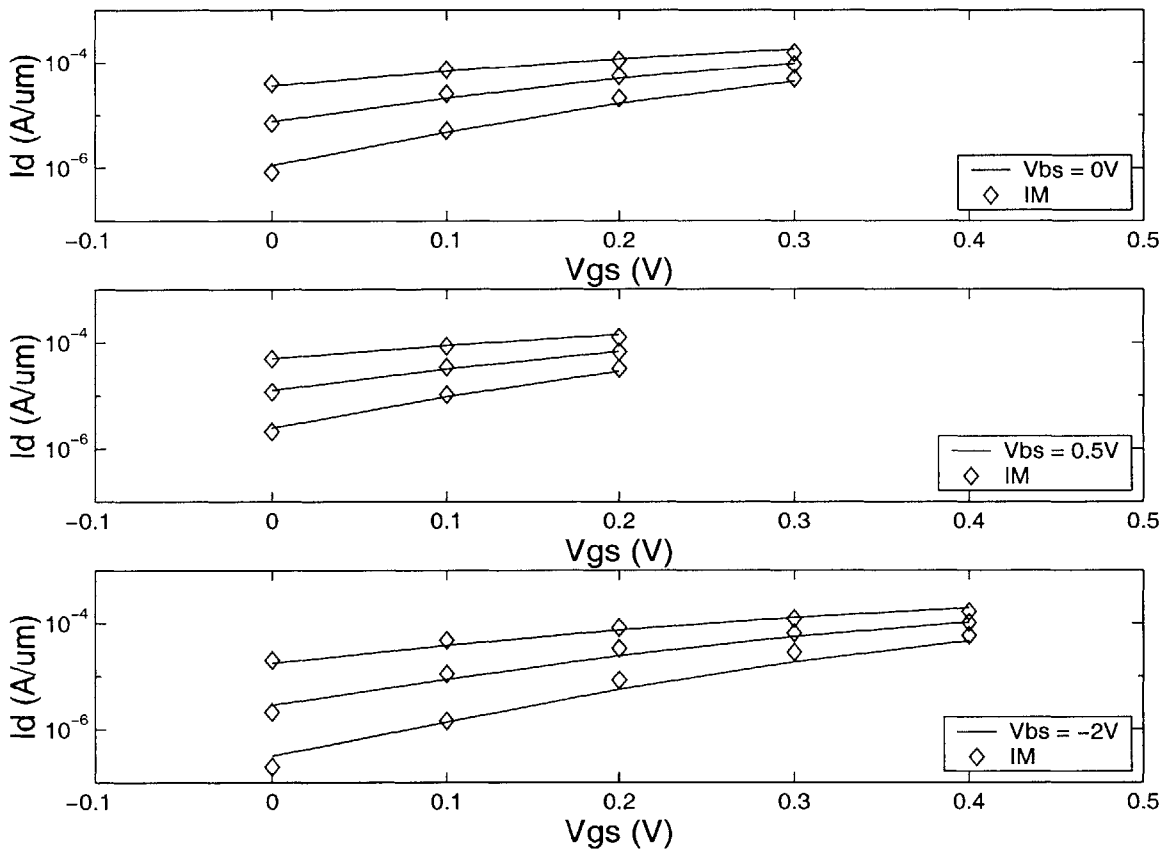 Id (A/um)
10⁻⁴
10⁻⁶
−0.1 0 0.1 0.2 0.3 0.4 0.5
Vgs (V)
Vbs = 0V
IM
Id (A/um)
10⁻⁴
10⁻⁶
−0.1 0 0.1 0.2 0.3 0.4 0.5
Vgs (V)
Vbs = 0.5V
IM
Id (A/um)
10⁻⁴
10⁻⁶
−0.1 0 0.1 0.2 0.3 0.4 0.5
Vgs (V)
Vbs = −2V
IM